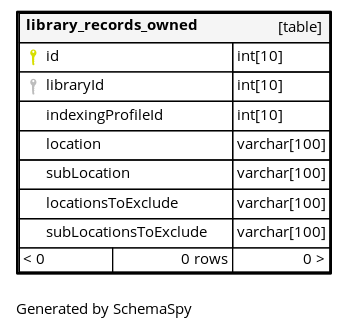 library_records_owned [table]
id int[10]
libraryId int[10]
indexingProfileId int[10]
location varchar[100]
subLocation varchar[100]
locationsToExclude varchar[100]
subLocationsToExclude varchar[100]
< 0 0 rows 0 >
Generated by SchemaSpy